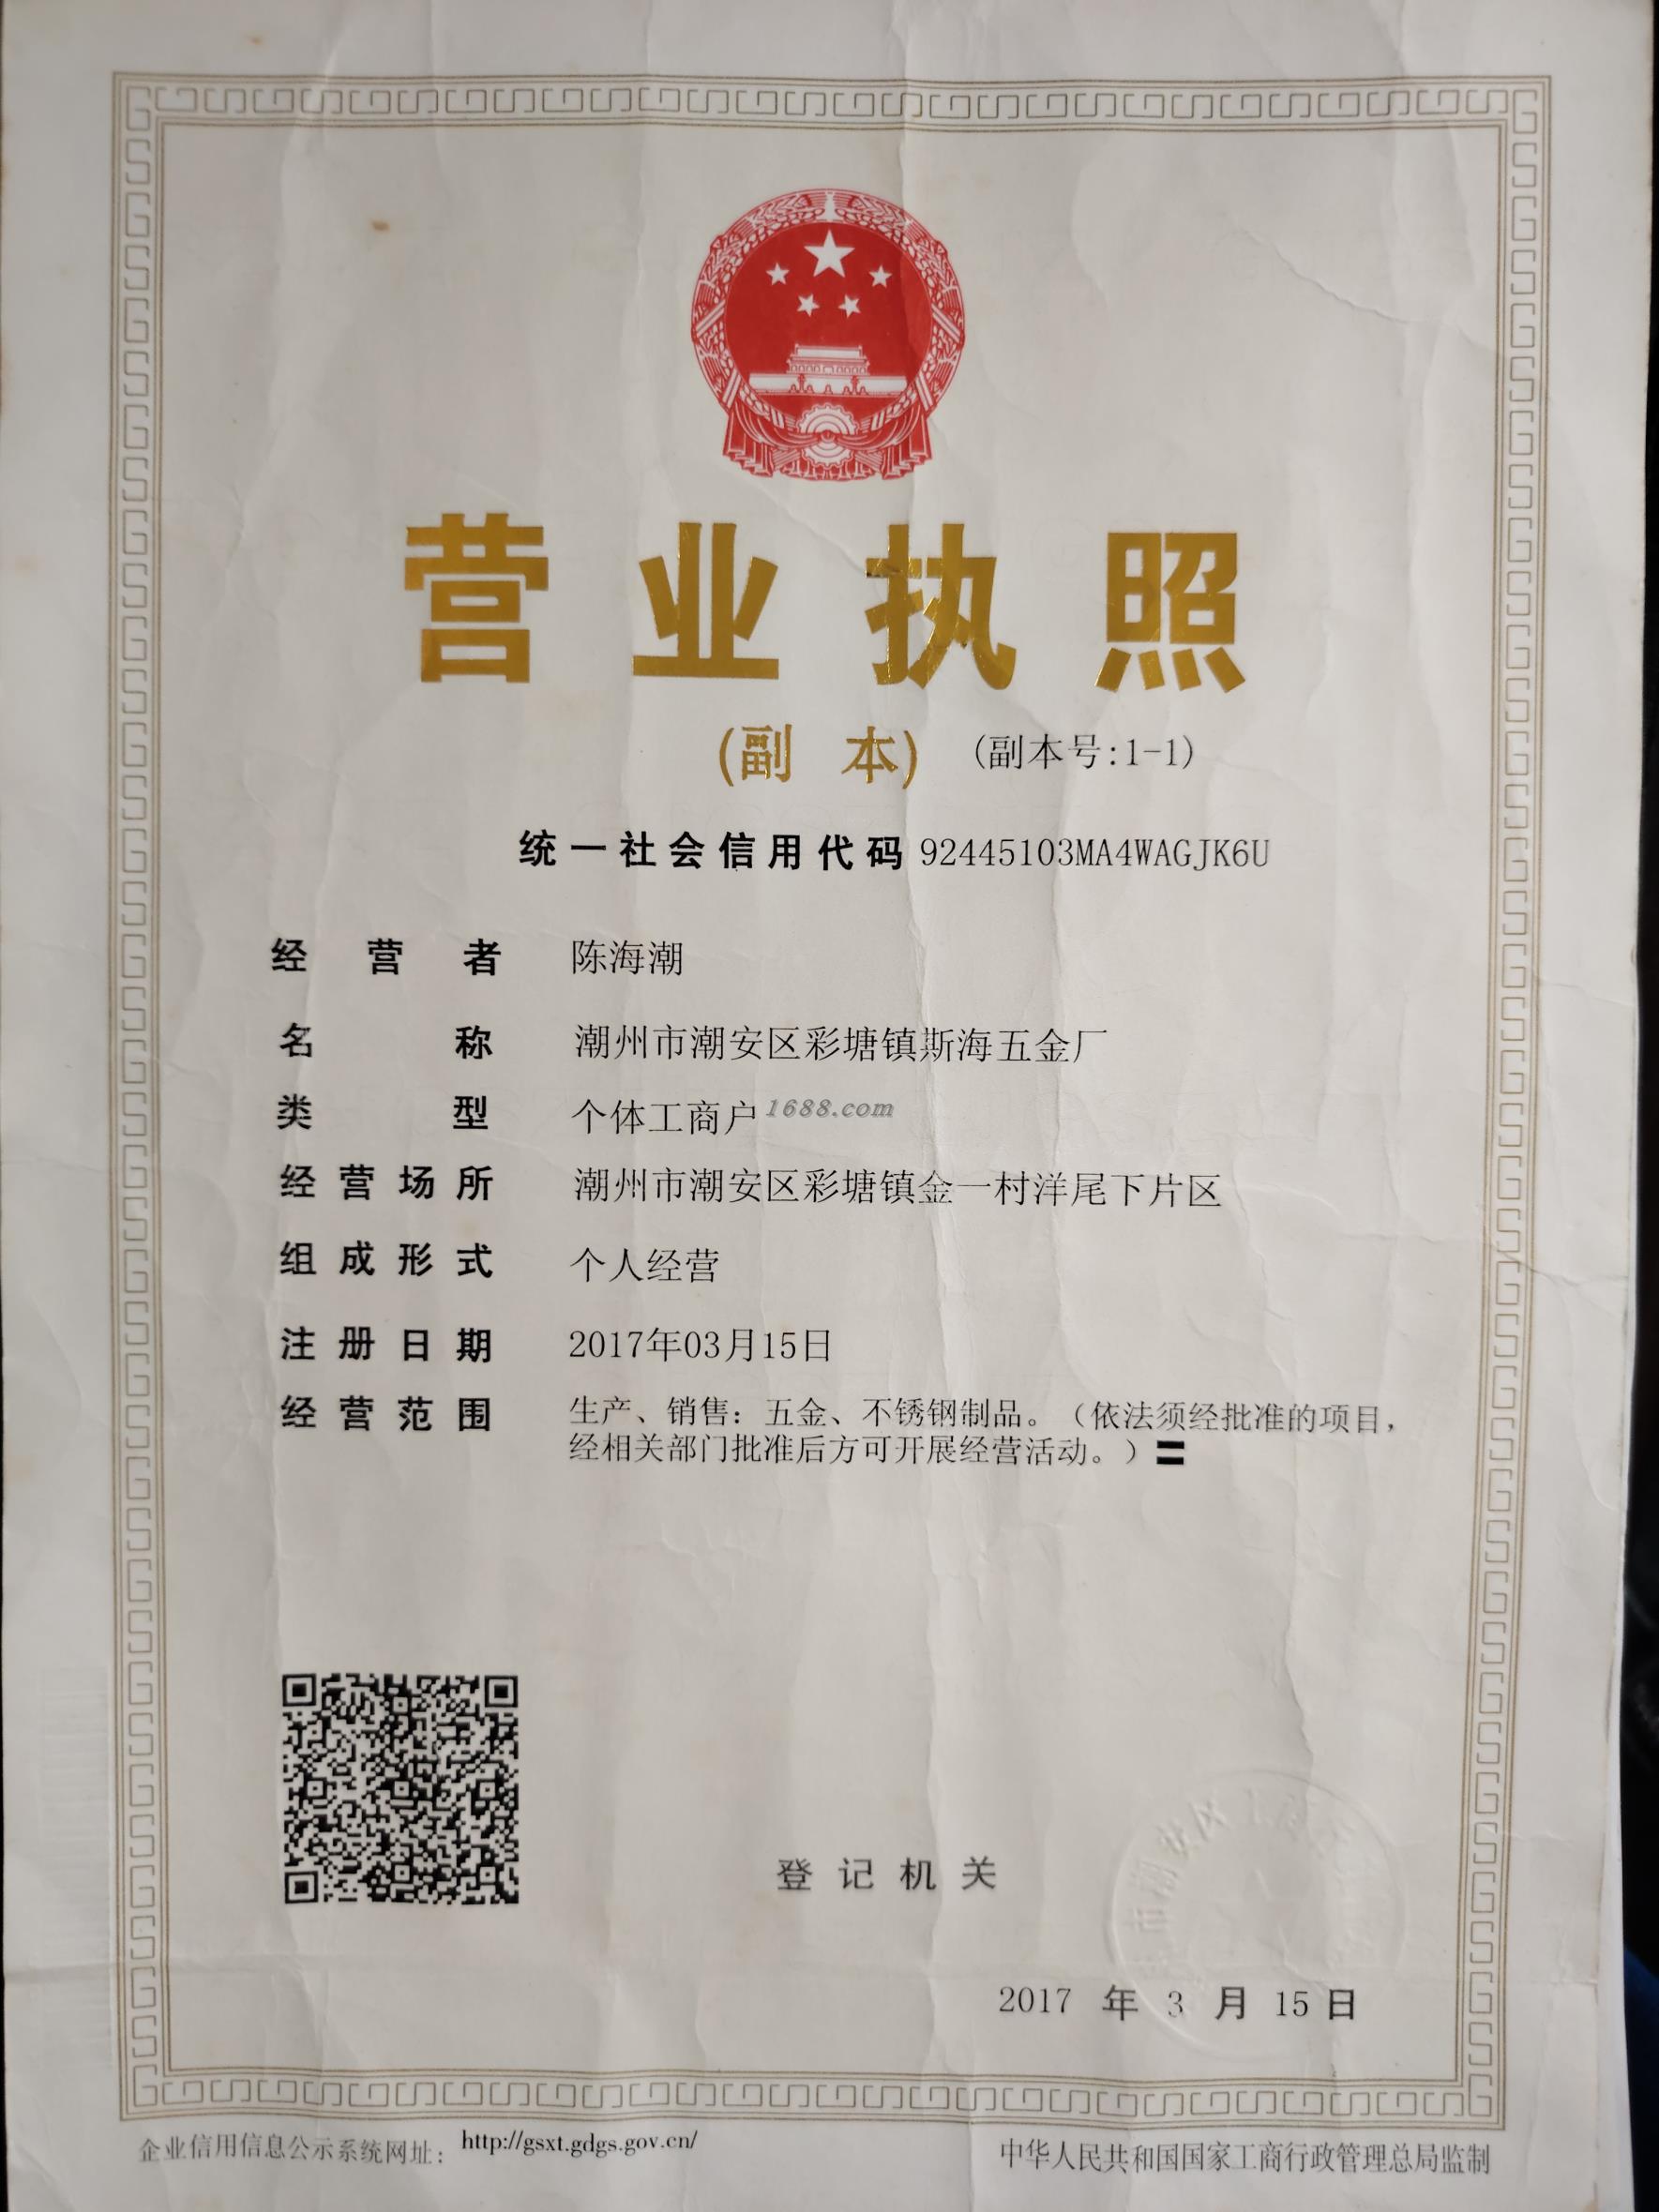 营业执照
(副 本) (副本号:1-1)
统一社会信用代码 92445103MA4WAGJK6U
经营者 陈海潮
名称 潮州市潮安区彩塘镇斯海五金厂
类型 个体工商户 1688.com
经营场所 潮州市潮安区彩塘镇金一村洋尾下片区
组成形式 个人经营
注册日期 2017年03月15日
经营范围 生产、销售：五金、不锈钢制品。（依法须经批准的项目，
经相关部门批准后方可开展经营活动。）〓
登记机关
2017 年 3 月 15 日
企业信用信息公示系统网址： http://gsxt.gdgs.gov.cn/
中华人民共和国国家工商行政管理总局监制